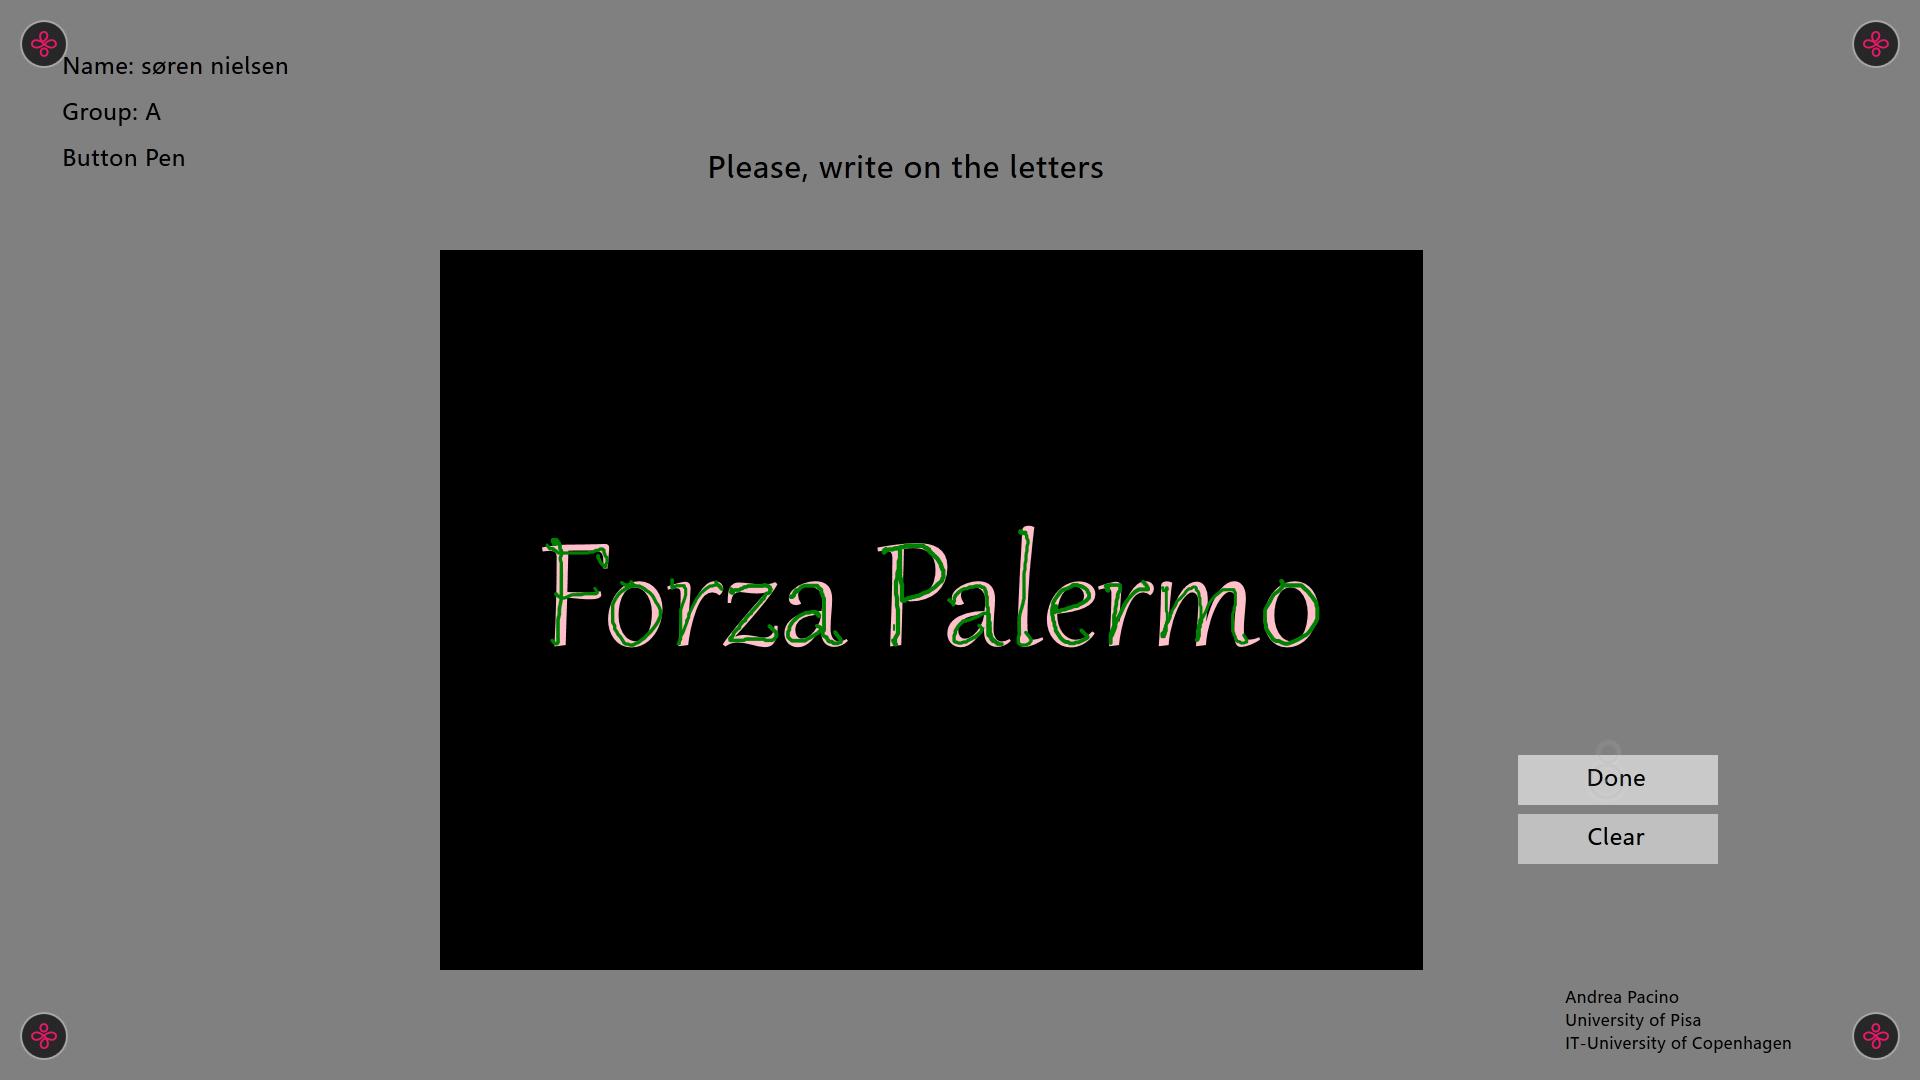 Name: søren nielsen
Group: A
Button Pen
Please, write on the letters
Forza Palermo
Done
Clear
Andrea Pacino
University of Pisa
IT-University of Copenhagen